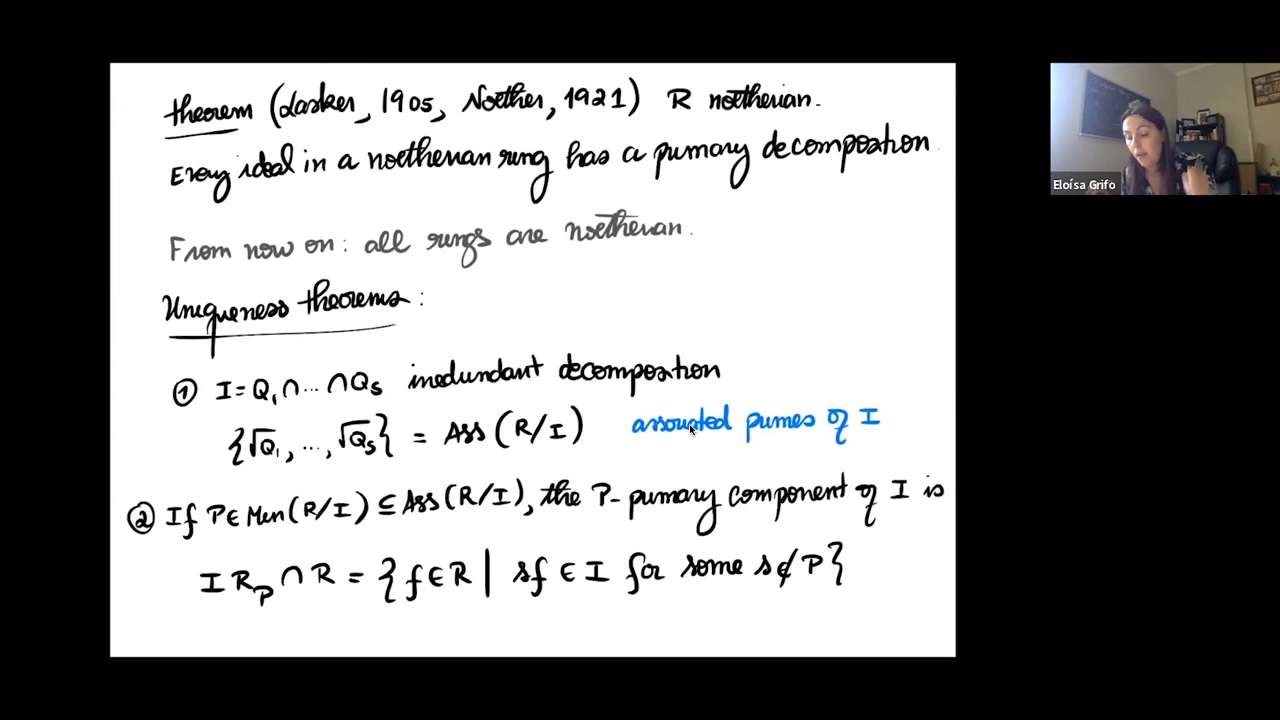 theorem (Lasker, 1905, Noether, 1921) R noetherian.
Every ideal in a noetherian ring has a primary decomposition
From now on: all rings are noetherian.
Uniqueness theorems:
① I = Q₁ ∩ ... ∩ Qₛ irredundant decomposition
{√Q₁, ..., √Qₛ} = Ass (R/I) associated primes of I
② If P ∈ Min (R/I) ⊆ Ass (R/I), the P-primary component of I is
I R_P ∩ R = {f ∈ R | sf ∈ I for some s ∉ P}
Eloísa Grifo